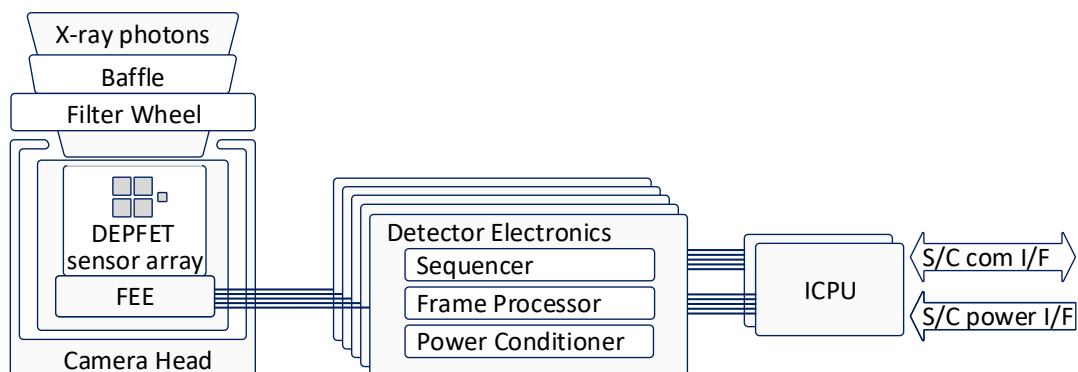 X-ray photons
Baffle
Filter Wheel
DEPFET
sensor array
FEE
Camera Head
Detector Electronics
Sequencer
Frame Processor
Power Conditioner
ICPU
S/C com I/F
S/C power I/F